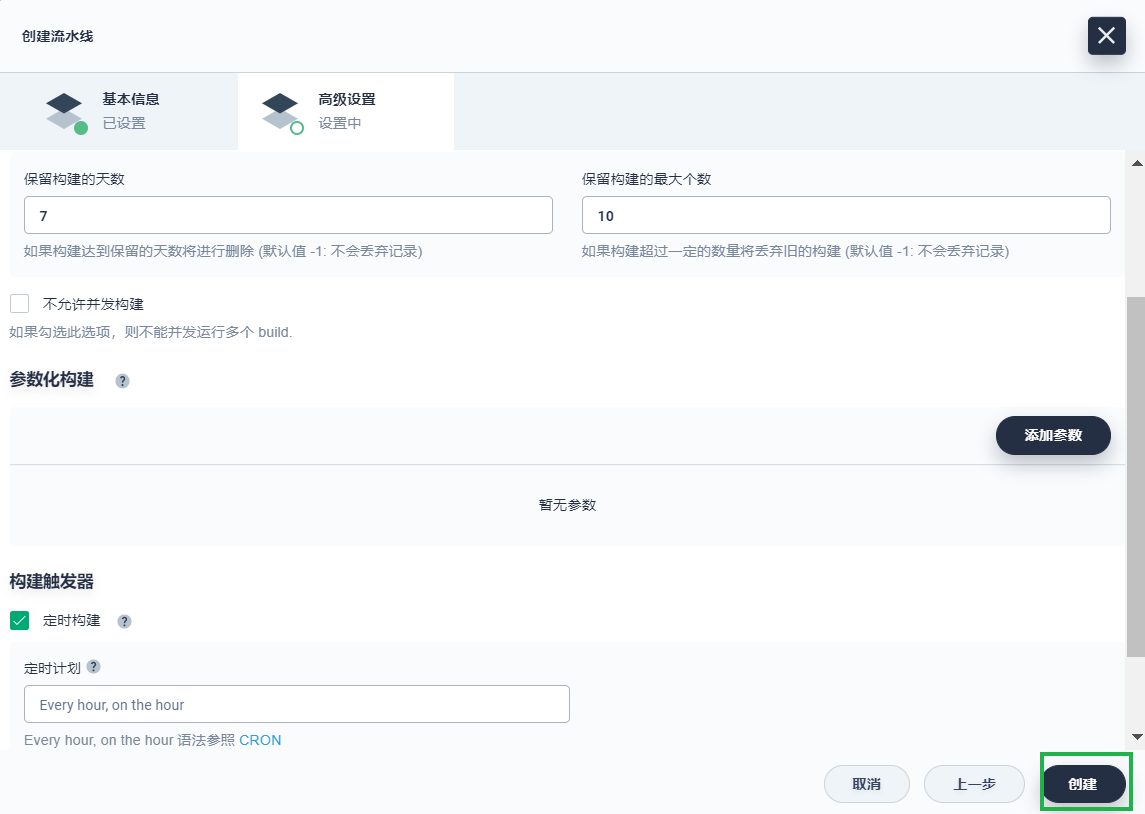 创建流水线
基本信息
已设置
高级设置
设置中
保留构建的天数
保留构建的最大个数
7
10
如果构建达到保留的天数将进行删除 (默认值 -1: 不会丢弃记录)
如果构建超过一定的数量将丢弃旧的构建 (默认值 -1: 不会丢弃记录)
不允许并发构建
如果勾选此选项，则不能并发运行多个 build.
参数化构建 ?
添加参数
暂无参数
构建触发器
定时构建 ?
定时计划 ?
Every hour, on the hour
Every hour, on the hour 语法参照 CRON
取消
上一步
创建